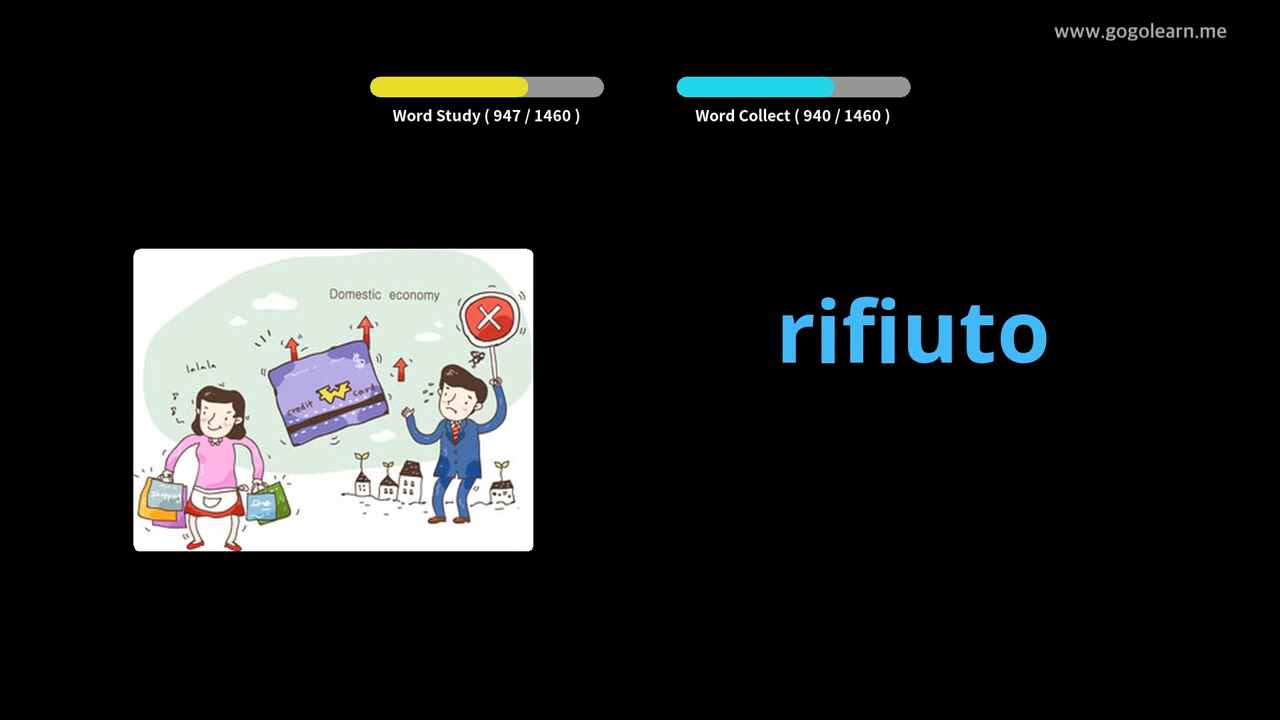 www.gogolearn.me
Word Study ( 947 / 1460 )
Word Collect ( 940 / 1460 )
Domestic economy
lalala
$
W
credit card
Shopping
rifiuto